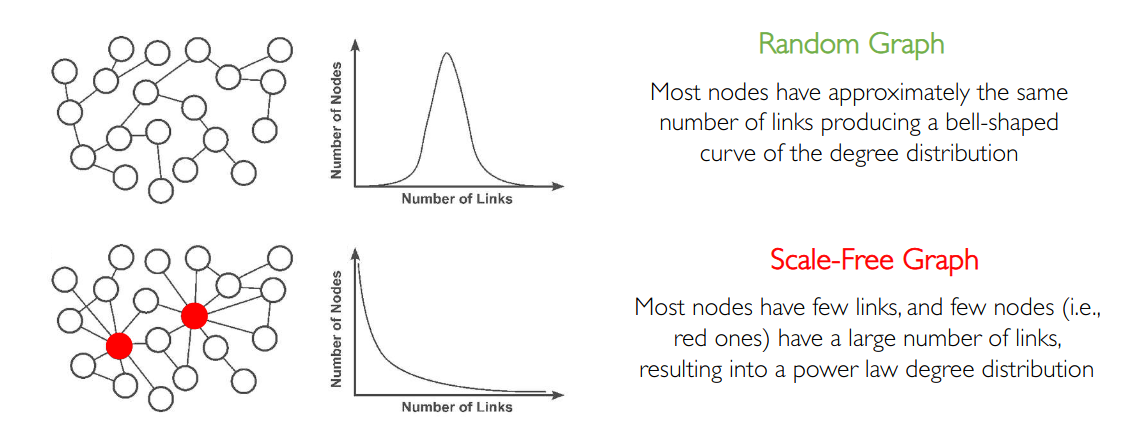 Random Graph
Most nodes have approximately the same
number of links producing a bell-shaped
curve of the degree distribution
Number of Nodes
Number of Links
Scale-Free Graph
Most nodes have few links, and few nodes (i.e.,
red ones) have a large number of links,
resulting into a power law degree distribution
Number of Nodes
Number of Links